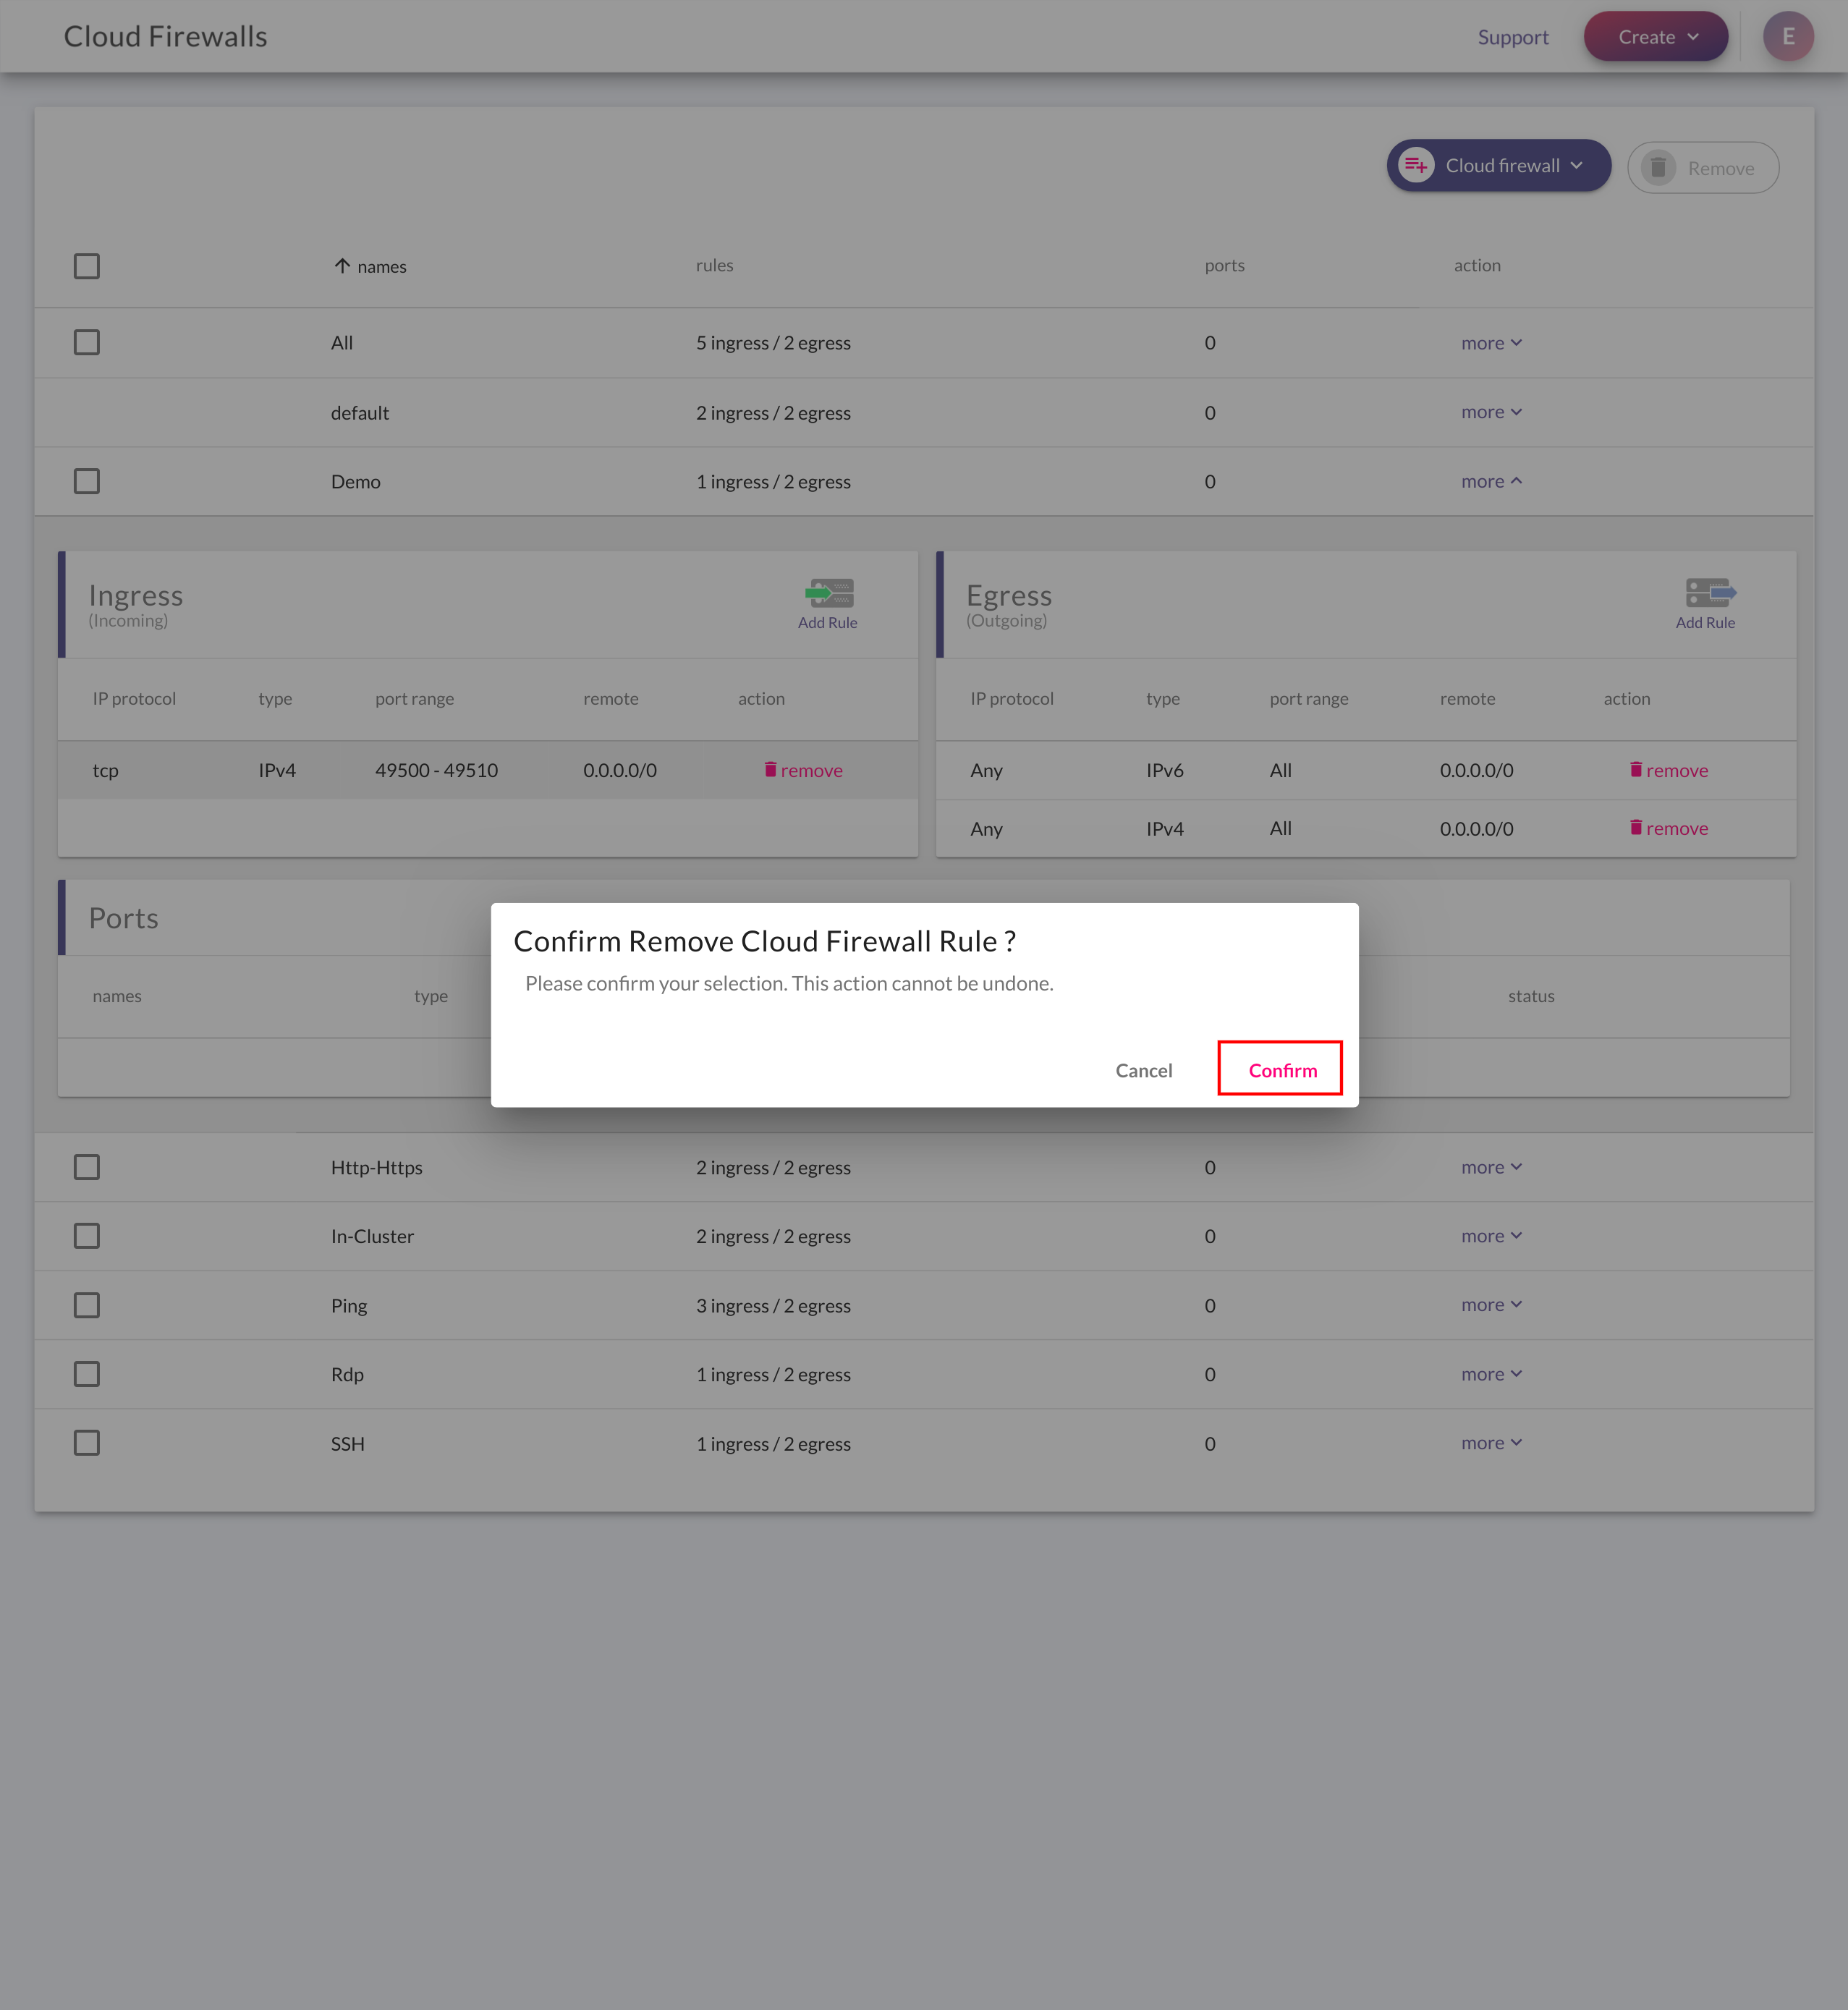 Cloud Firewalls
Support
Create
E
Cloud firewall
Remove
names rules ports action
All 5 ingress / 2 egress 0 more
default 2 ingress / 2 egress 0 more
Demo 1 ingress / 2 egress 0 more
Ingress
(Incoming)
Add Rule
IP protocol type port range remote action
tcp IPv4 49500 - 49510 0.0.0.0/0 remove
Egress
(Outgoing)
Add Rule
IP protocol type port range remote action
Any IPv6 All 0.0.0.0/0 remove
Any IPv4 All 0.0.0.0/0 remove
Ports
names type status
Confirm Remove Cloud Firewall Rule ?
Please confirm your selection. This action cannot be undone.
Cancel Confirm
Http-Https 2 ingress / 2 egress 0 more
In-Cluster 2 ingress / 2 egress 0 more
Ping 3 ingress / 2 egress 0 more
Rdp 1 ingress / 2 egress 0 more
SSH 1 ingress / 2 egress 0 more